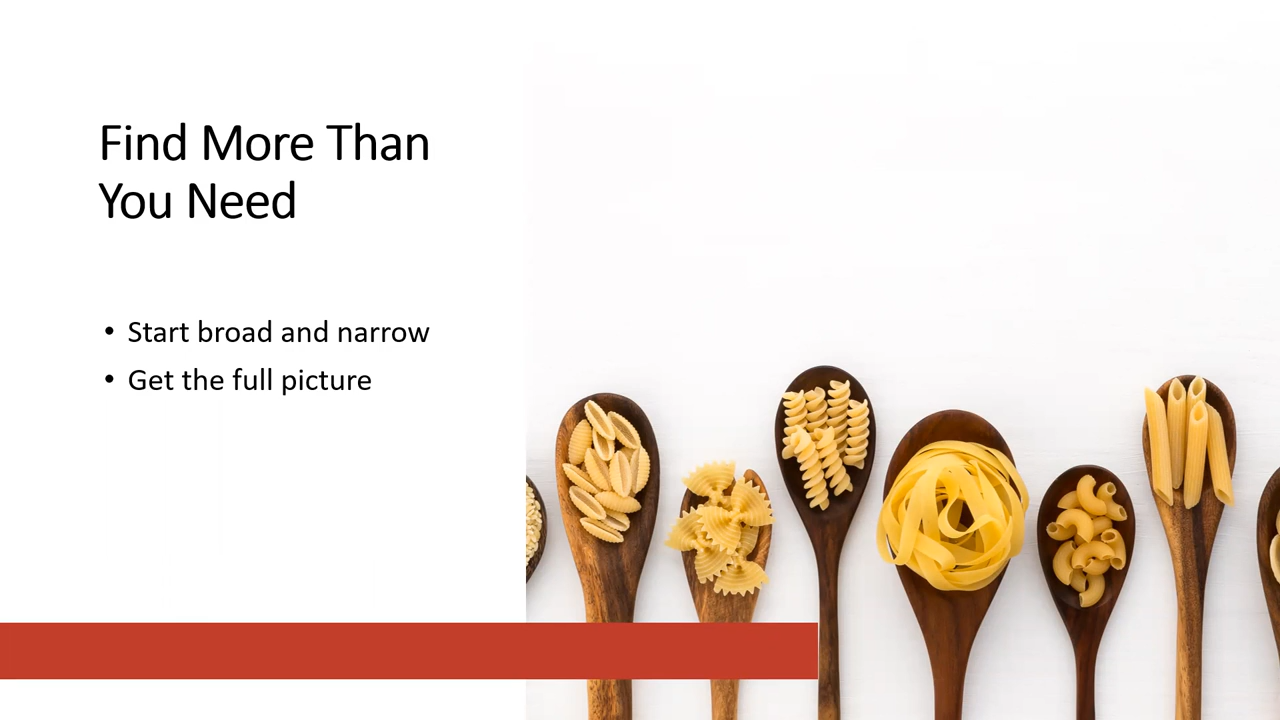 Find More Than
You Need
• Start broad and narrow
• Get the full picture